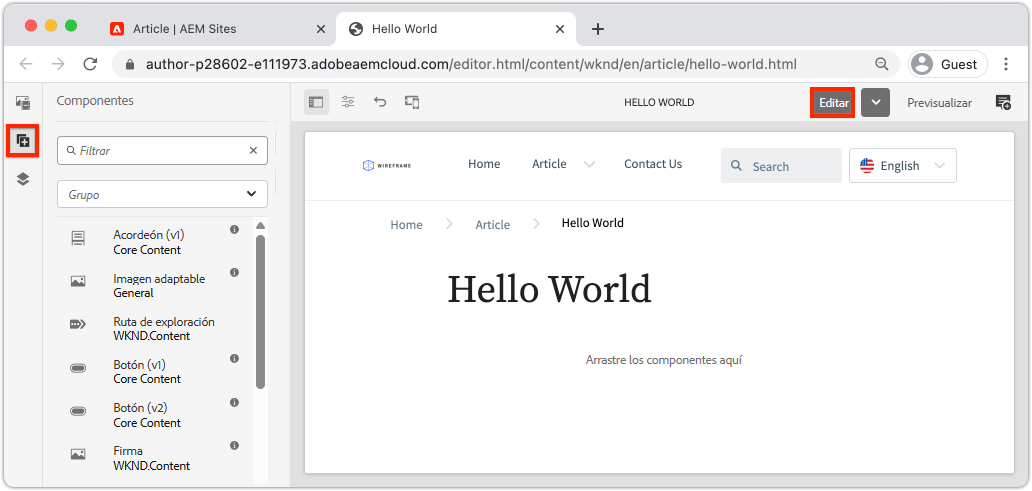 Article | AEM Sites
Hello World
author-p28602-e111973.adobeaemcloud.com/editor.html/content/wknd/en/article/hello-world.html
Guest
Componentes
Filtrar
Grupo
Acordeón (v1)
Core Content
Imagen adaptable
General
Ruta de exploración
WKND.Content
Botón (v1)
Core Content
Botón (v2)
Core Content
Firma
WKND.Content
HELLO WORLD
Editar
Previsualizar
WIREFRAME
Home
Article
Contact Us
Search
English
Home
Article
Hello World
Hello World
Arrastre los componentes aquí